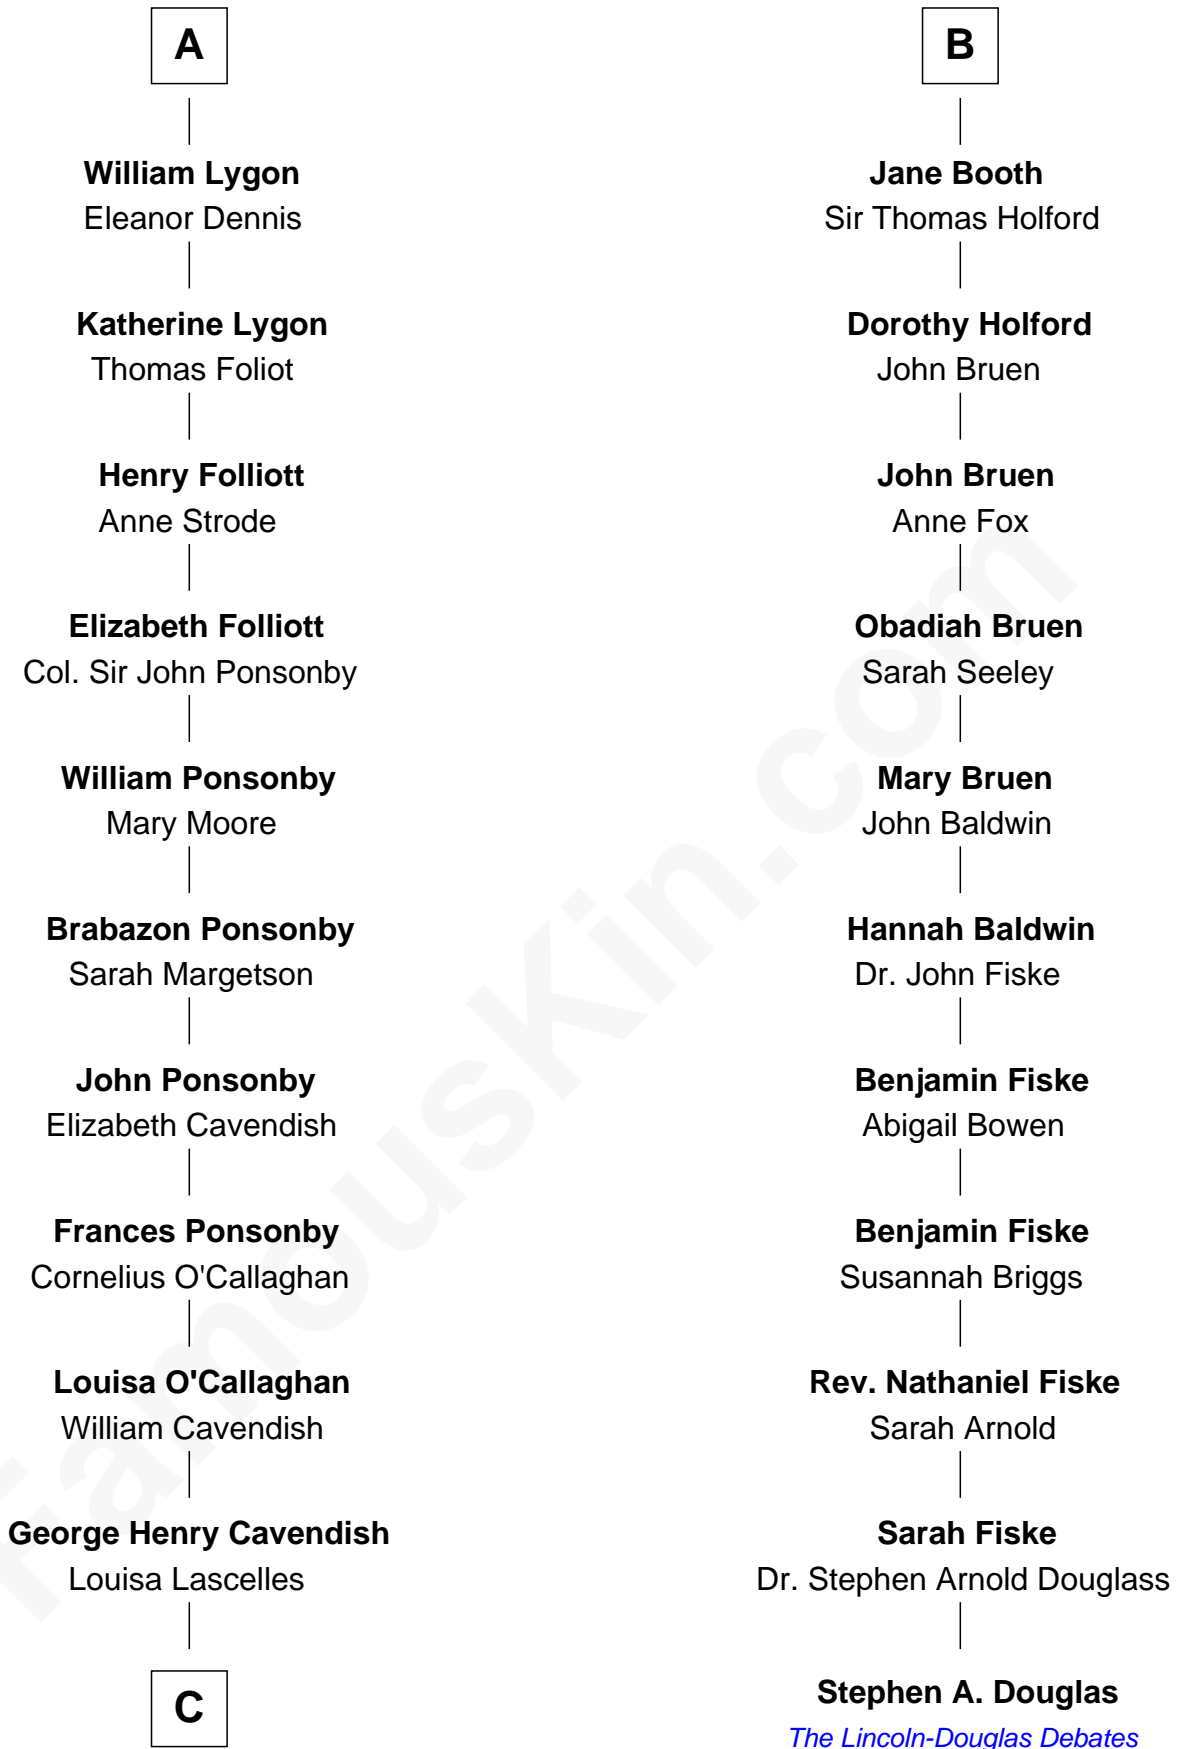 A
William Lygon
Eleanor Dennis
Katherine Lygon
Thomas Foliot
Henry Folliott
Anne Strode
Elizabeth Folliott
Col. Sir John Ponsonby
William Ponsonby
Mary Moore
Brabazon Ponsonby
Sarah Margetson
John Ponsonby
Elizabeth Cavendish
Frances Ponsonby
Cornelius O'Callaghan
Louisa O'Callaghan
William Cavendish
George Henry Cavendish
Louisa Lascelles
C
B
Jane Booth
Sir Thomas Holford
Dorothy Holford
John Bruen
John Bruen
Anne Fox
Obadiah Bruen
Sarah Seeley
Mary Bruen
John Baldwin
Hannah Baldwin
Dr. John Fiske
Benjamin Fiske
Abigail Bowen
Benjamin Fiske
Susannah Briggs
Rev. Nathaniel Fiske
Sarah Arnold
Sarah Fiske
Dr. Stephen Arnold Douglass
Stephen A. Douglas
The Lincoln-Douglas Debates
FamousKin.com